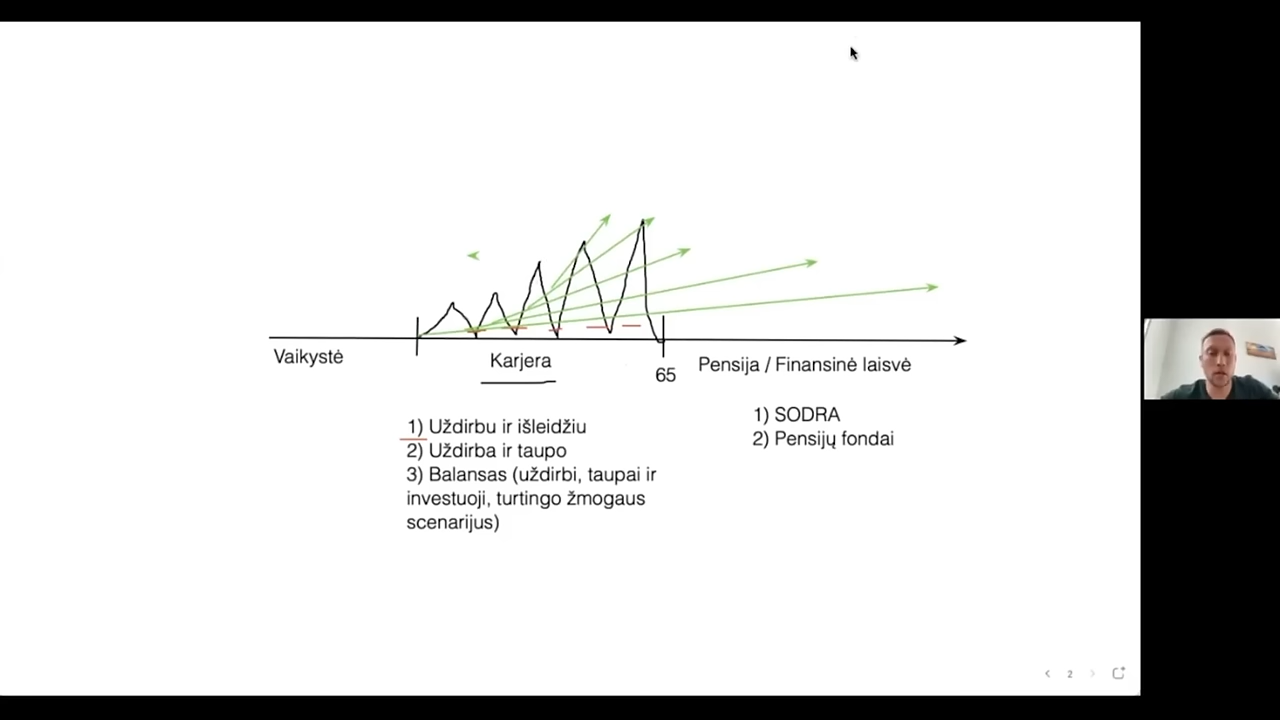 Vaikystė
Karjera
65
Pensija / Finansinė laisvė
1) Uždirbu ir išleidžiu
2) Uždirba ir taupo
3) Balansas (uždirbi, taupai ir
investuoji, turtingo žmogaus
scenarijus)
1) SODRA
2) Pensijų fondai
2